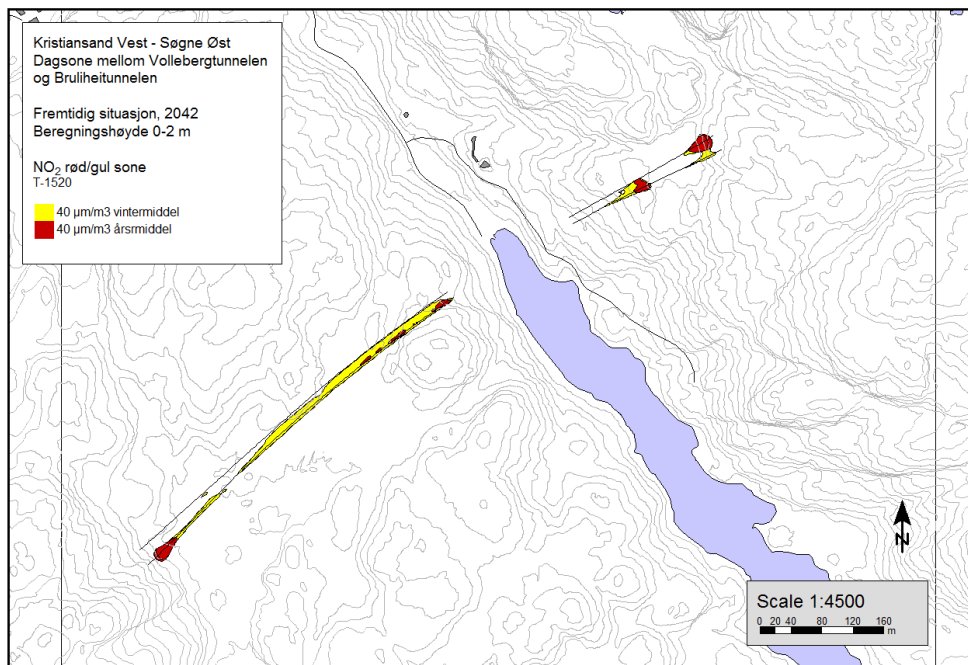 Kristiansand Vest - Søgne Øst
Dagsone mellom Vollebergtunnelen
og Bruliheitunnelen
Fremtidig situasjon, 2042
Beregningshøyde 0-2 m
NO2 rød/gul sone
T-1520
40 µm/m3 vintermiddel
40 µm/m3 årsrmiddel
N
Scale 1:4500
0 20 40 80 120 160
m